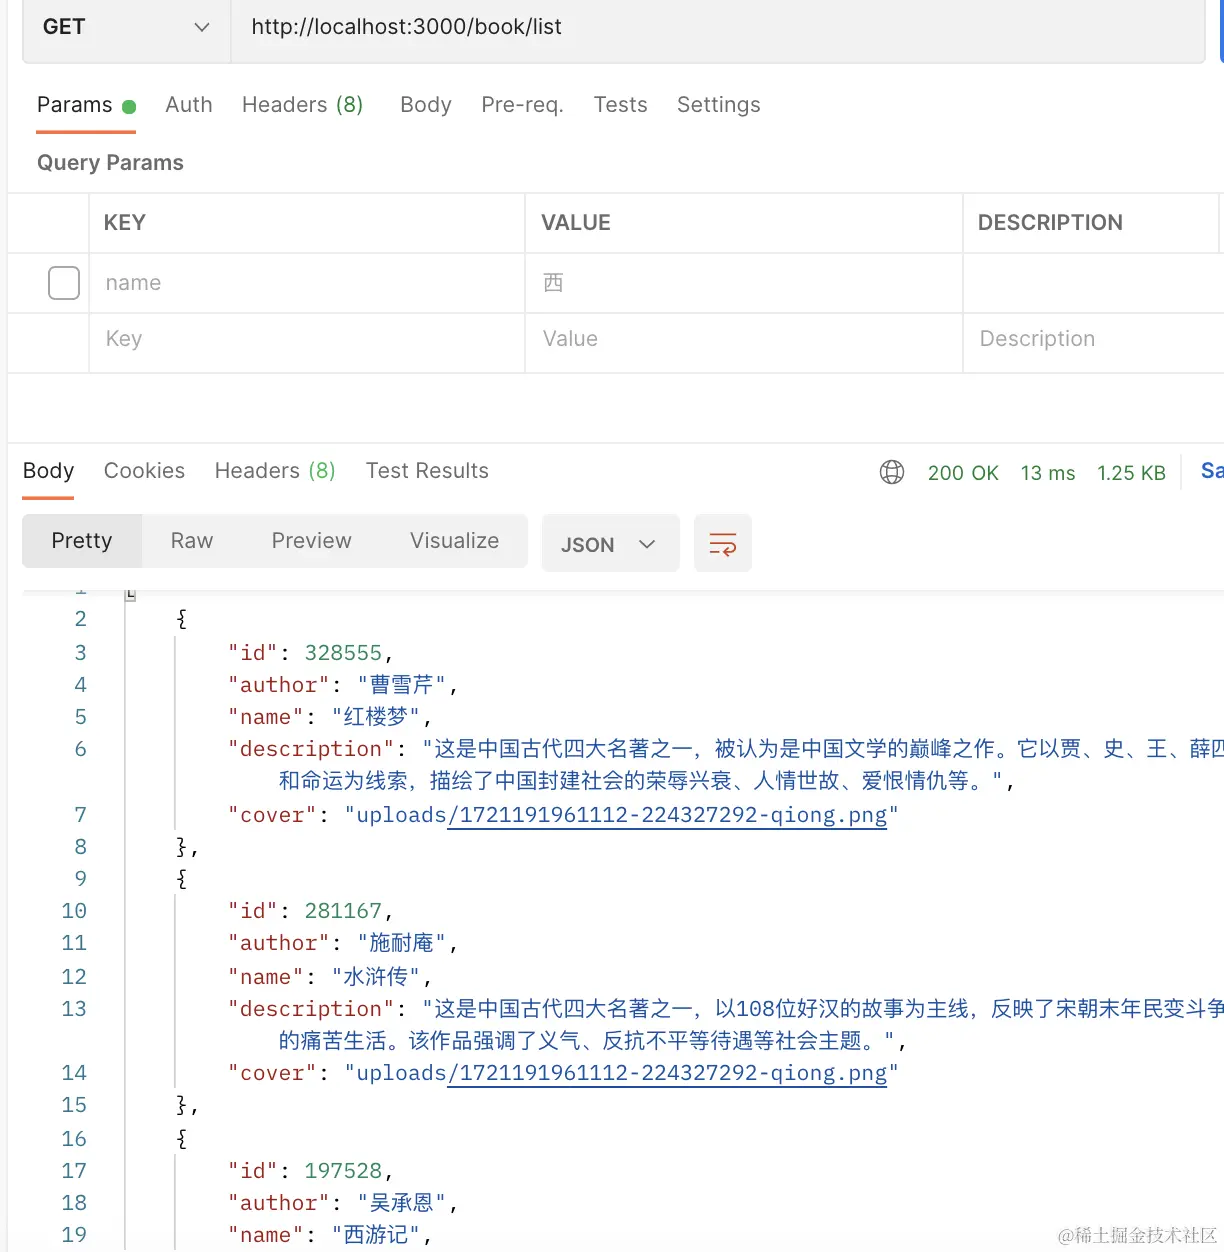 GET http://localhost:3000/book/list
Params Auth Headers (8) Body Pre-req. Tests Settings
Query Params
KEY VALUE DESCRIPTION
name 西
Key Value Description
Body Cookies Headers (8) Test Results 200 OK 13 ms 1.25 KB Sa
Pretty Raw Preview Visualize JSON
1 [
2 {
3 "id": 328555,
4 "author": "曹雪芹",
5 "name": "红楼梦",
6 "description": "这是中国古代四大名著之一，被认为是中国文学的巅峰之作。它以贾、史、王、薛四
和命运为线索，描绘了中国封建社会的荣辱兴衰、人情世故、爱恨情仇等。",
7 "cover": "uploads/1721191961112-224327292-qiong.png"
8 },
9 {
10 "id": 281167,
11 "author": "施耐庵",
12 "name": "水浒传",
13 "description": "这是中国古代四大名著之一，以108位好汉的故事为主线，反映了宋朝末年民变斗争
的痛苦生活。该作品强调了义气、反抗不平等待遇等社会主题。",
14 "cover": "uploads/1721191961112-224327292-qiong.png"
15 },
16 {
17 "id": 197528,
18 "author": "吴承恩",
19 "name": "西游记",
@稀土掘金技术社区